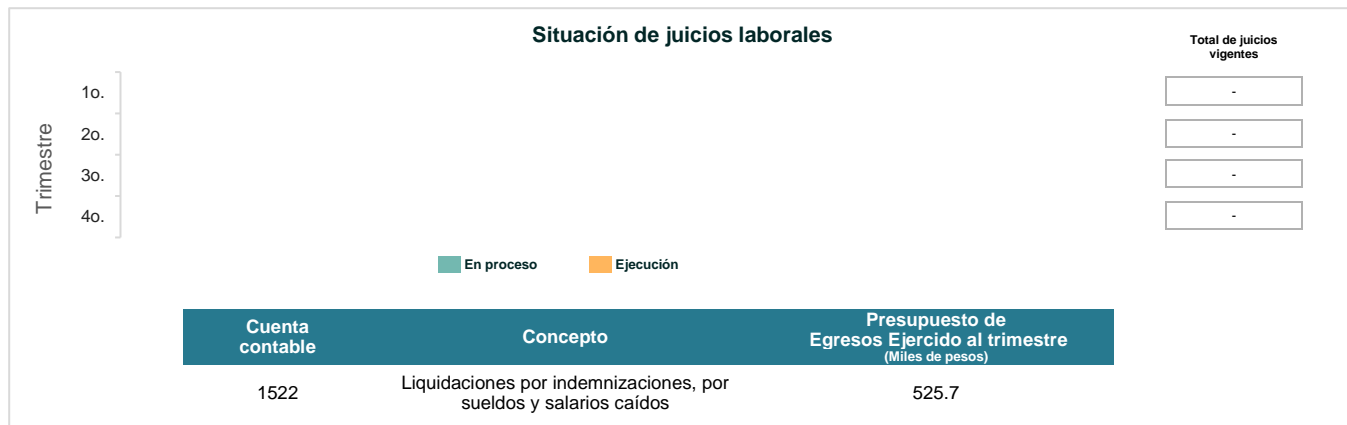 Situación de juicios laborales
Total de juicios
vigentes
Trimestre
1o.
-
2o.
-
3o.
-
4o.
-
En proceso
Ejecución
Cuenta
contable
Concepto
Presupuesto de
Egresos Ejercido al trimestre
(Miles de pesos)
1522
Liquidaciones por indemnizaciones, por
sueldos y salarios caídos
525.7